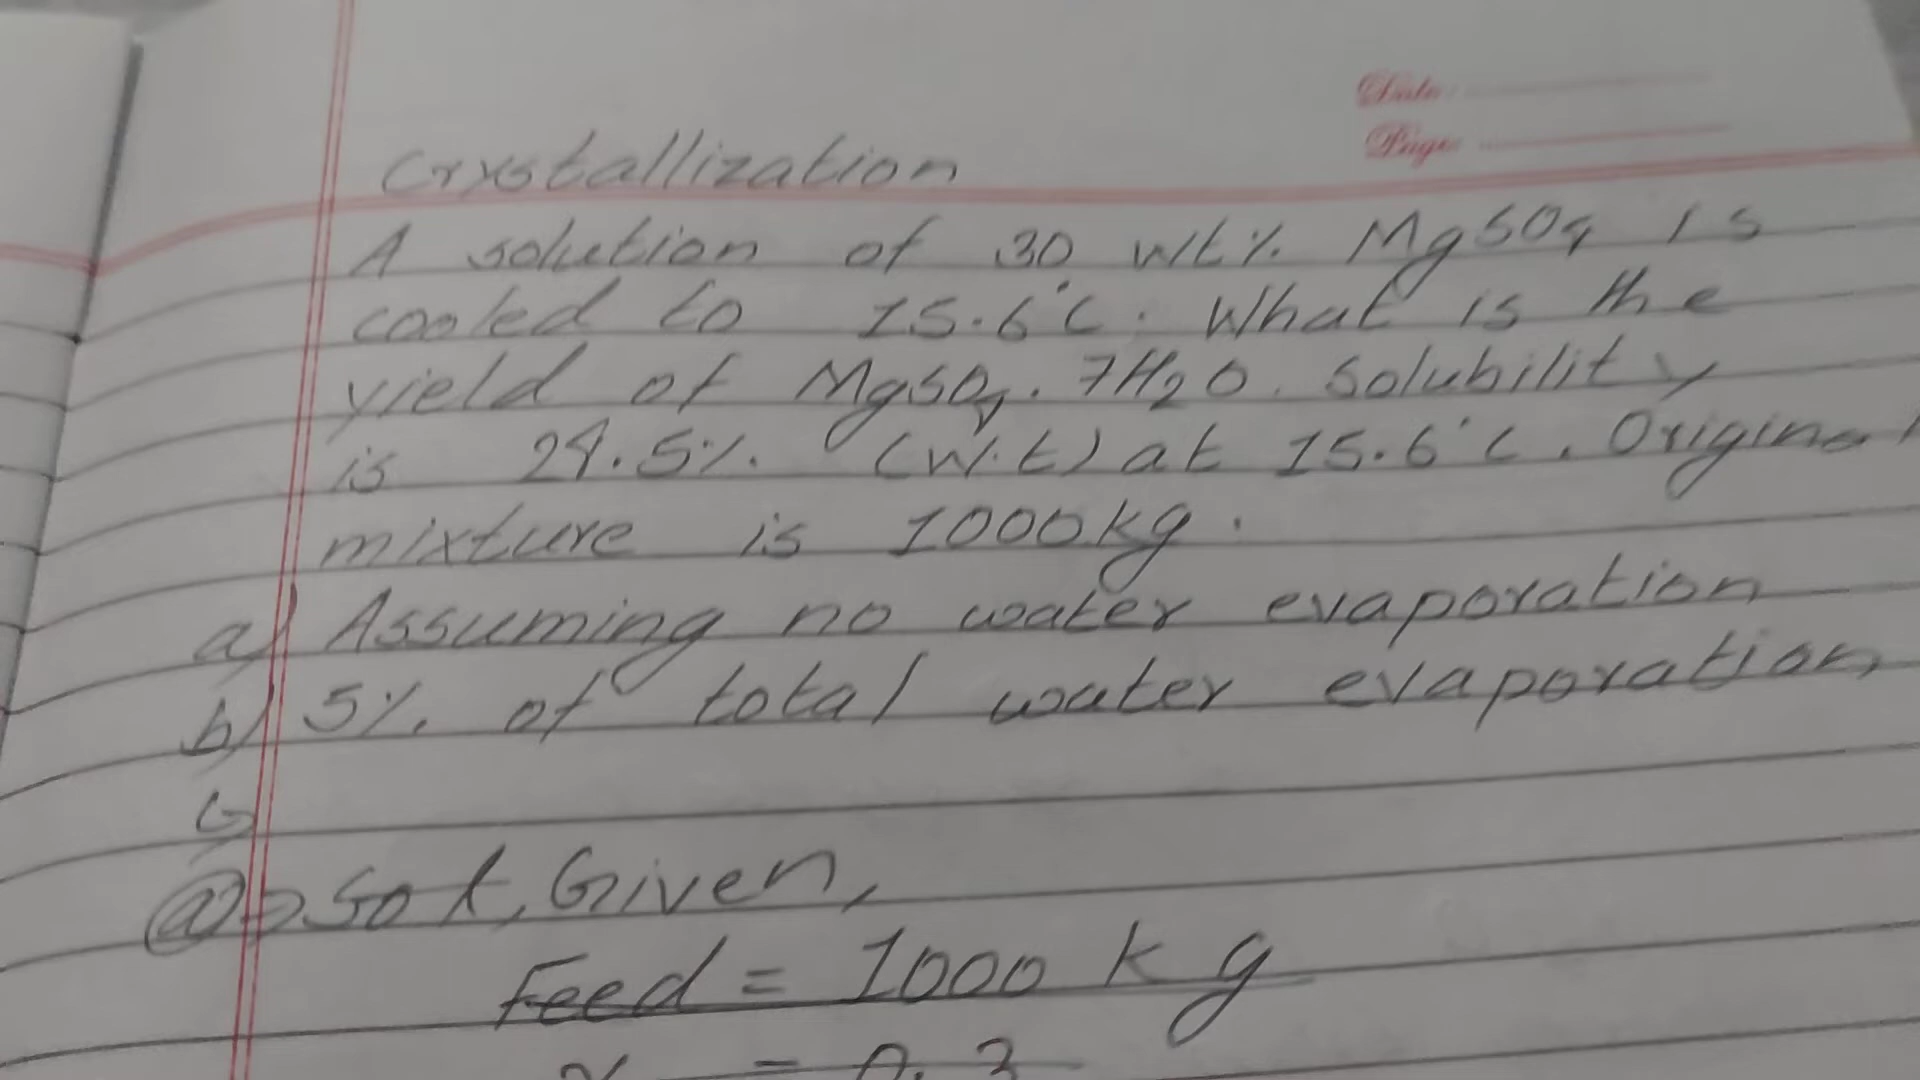 Date
Page
Crystallization
A solution of 30 wt% MgSO4 is
cooled to 15.6°C. What is the
yield of MgSO4.7H2O. Solubility
is 24.5% (w.t) at 15.6°C. Original
mixture is 1000kg.
a) Assuming no water evaporation
b) 5% of total water evaporation
@ Sol, Given,
Feed = 1000 kg
= 0.3